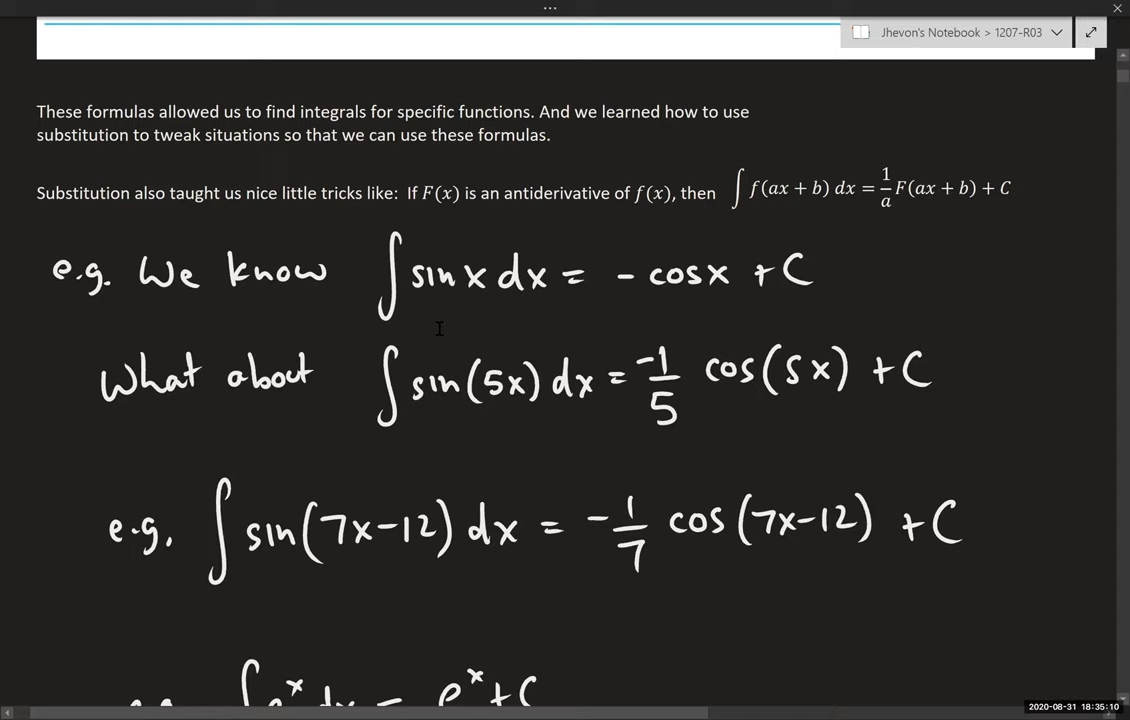 Jhevon's Notebook > 1207-R03
These formulas allowed us to find integrals for specific functions. And we learned how to use
substitution to tweak situations so that we can use these formulas.
Substitution also taught us nice little tricks like: If F(x) is an antiderivative of f(x), then ∫ f(ax + b) dx = 1/a F(ax + b) + C
e.g. We know ∫ sin x dx = - cos x + C
What about ∫ sin(5x) dx = -1/5 cos(5x) + C
e.g. ∫ sin(7x-12) dx = -1/7 cos(7x-12) + C
e.g. ∫ e^x dx = e^x + C
2020-08-31 18:35:10